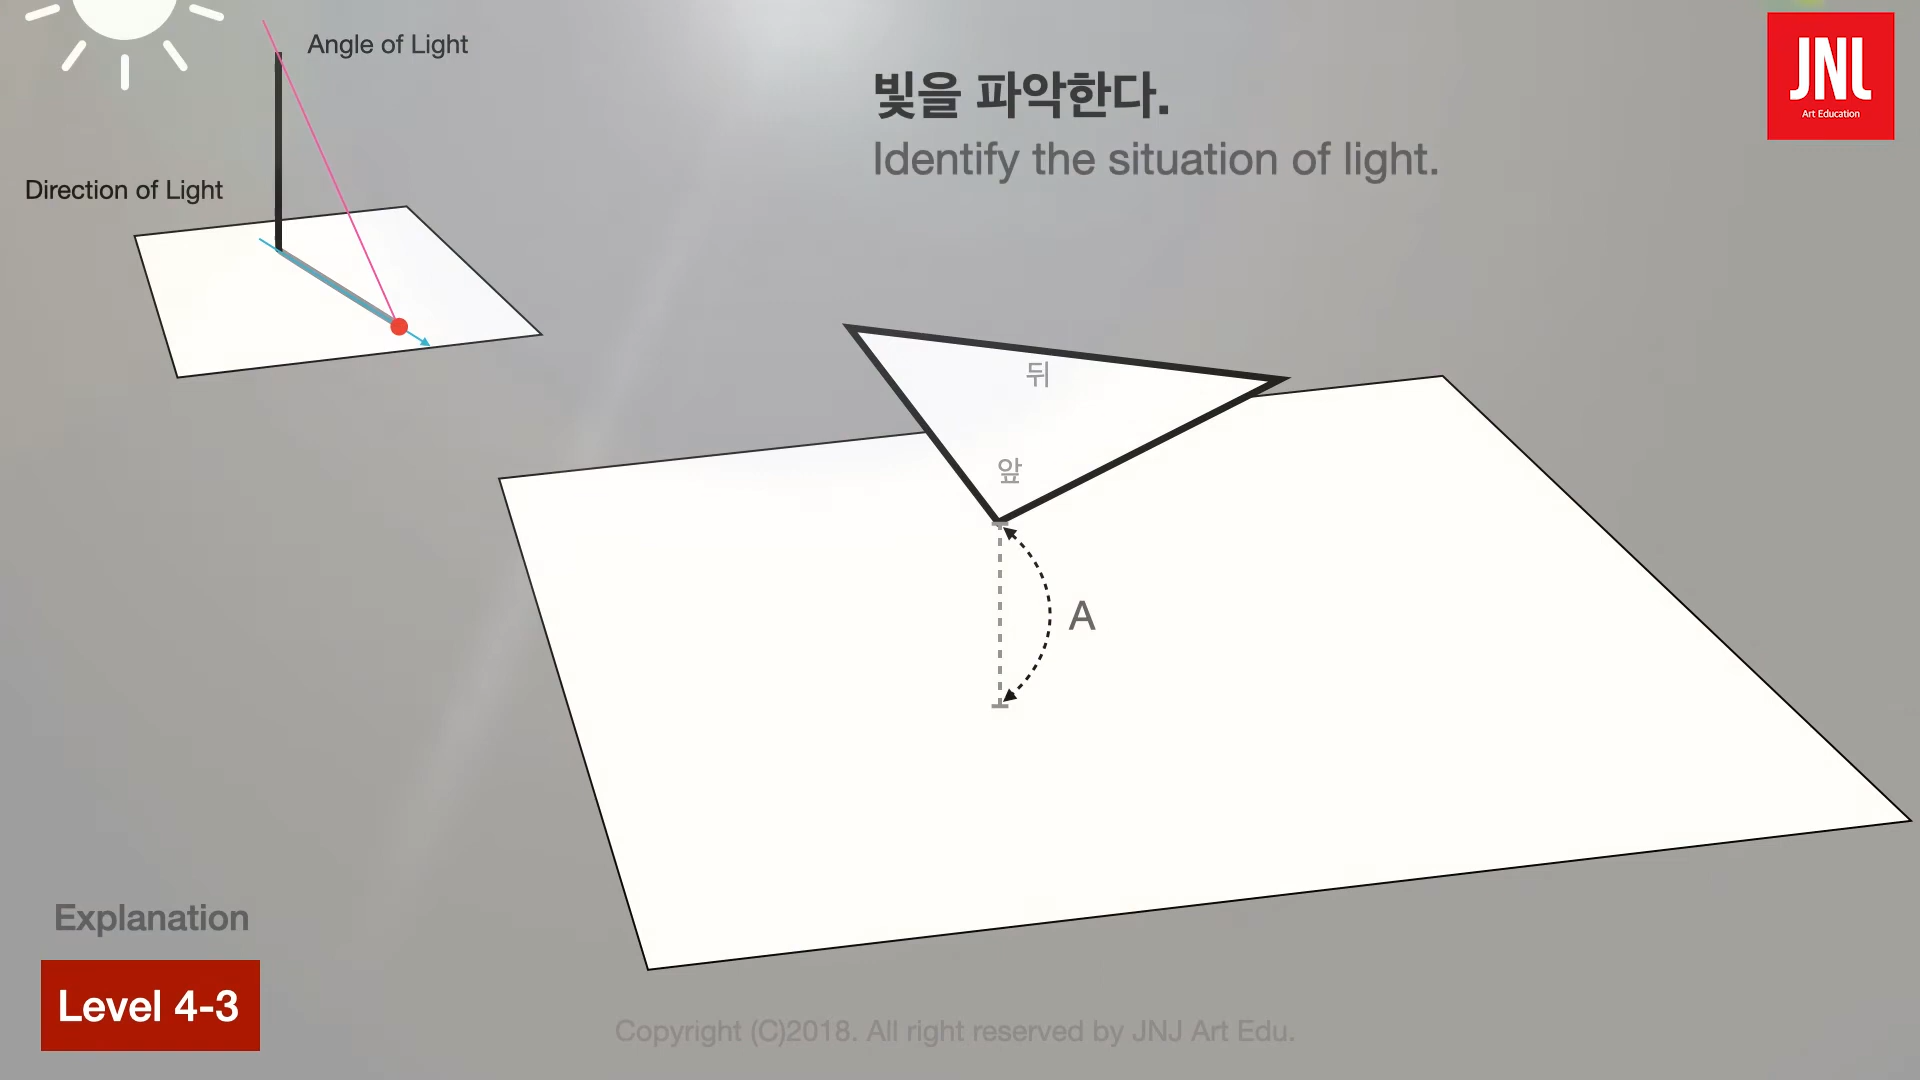 Angle of Light
Direction of Light
빛을 파악한다.
Identify the situation of light.
JNL
Art Education
뒤
앞
A
Explanation
Level 4-3
Copyright (C)2018. All right reserved by JNJ Art Edu.